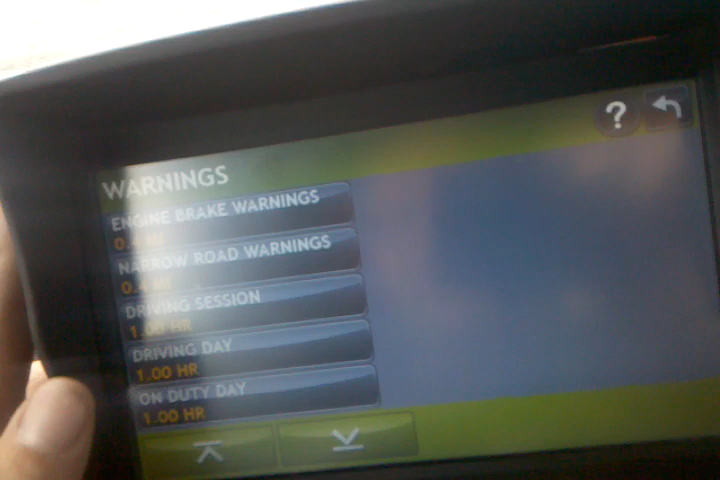 ?
WARNINGS
ENGINE BRAKE WARNINGS
NARROW ROAD WARNINGS
DRIVING SESSION
1.00 HR
DRIVING DAY
1.00 HR
ON DUTY DAY
1.00 HR